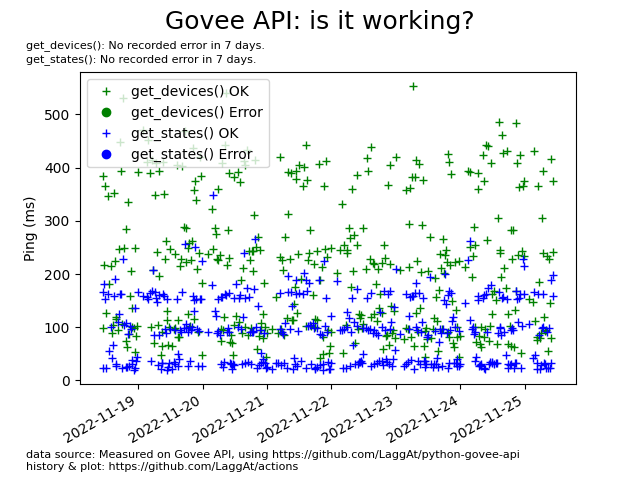 Govee API: is it working?
get_devices(): No recorded error in 7 days.
get_states(): No recorded error in 7 days.
get_devices() OK
get_devices() Error
get_states() OK
get_states() Error
Ping (ms)
500
400
300
200
100
0
2022-11-19
2022-11-20
2022-11-21
2022-11-22
2022-11-23
2022-11-24
2022-11-25
data source: Measured on Govee API, using https://github.com/LaggAt/python-govee-api
history & plot: https://github.com/LaggAt/actions